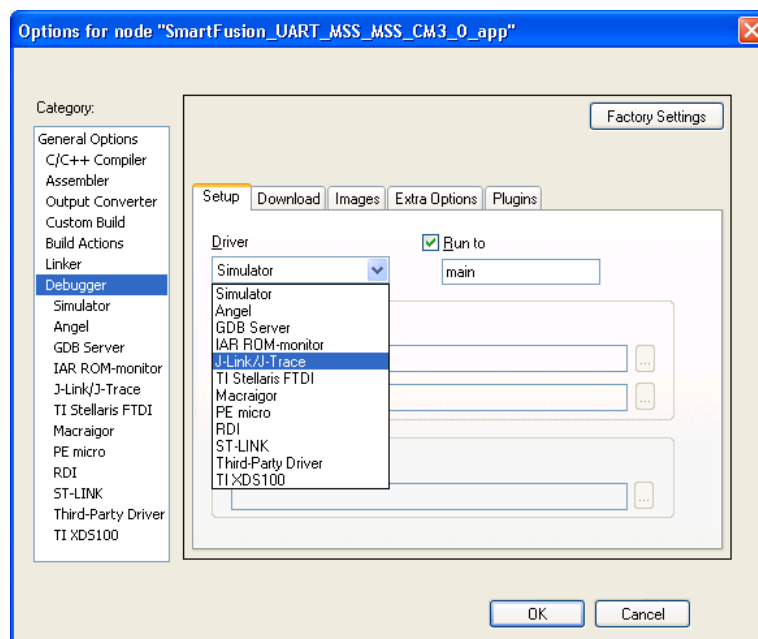 Options for node "SmartFusion_UART_MSS_MSS_CM3_0_app"
Category:
General Options
C/C++ Compiler
Assembler
Output Converter
Custom Build
Build Actions
Linker
Debugger
Simulator
Angel
GDB Server
IAR ROM-monitor
J-Link/J-Trace
TI Stellaris FTDI
Macraigor
PE micro
RDI
ST-LINK
Third-Party Driver
TI XDS100
Factory Settings
Setup Download Images Extra Options Plugins
Driver
Run to
Simulator
main
Simulator
Angel
GDB Server
IAR ROM-monitor
J-Link/J-Trace
TI Stellaris FTDI
Macraigor
PE micro
RDI
ST-LINK
Third-Party Driver
TI XDS100
...
...
...
OK Cancel